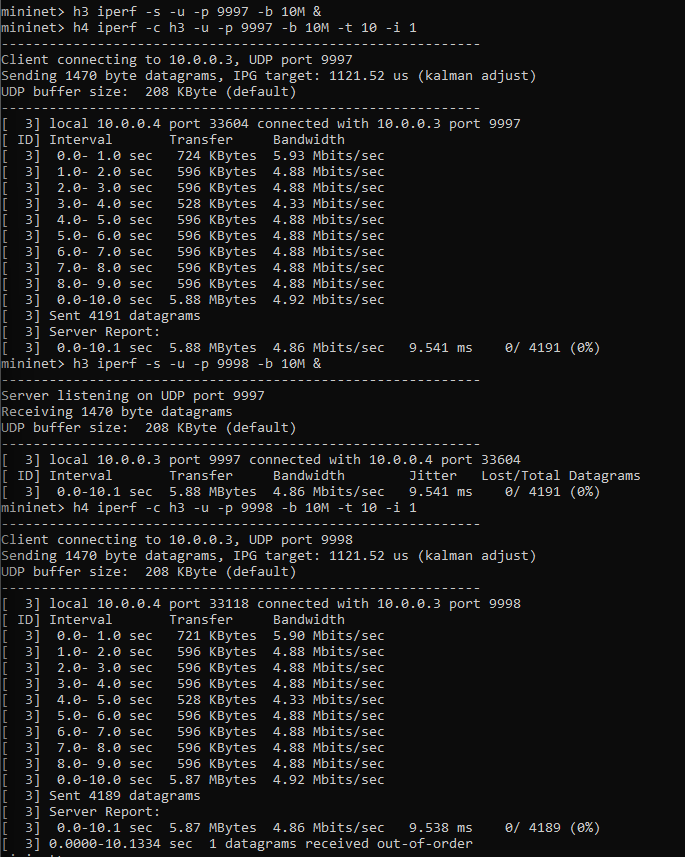 mininet> h3 iperf -s -u -p 9997 -b 10M &
mininet> h4 iperf -c h3 -u -p 9997 -b 10M -t 10 -i 1
------------------------------------------------------------
Client connecting to 10.0.0.3, UDP port 9997
Sending 1470 byte datagrams, IPG target: 1121.52 us (kalman adjust)
UDP buffer size:  208 KByte (default)
------------------------------------------------------------
[  3] local 10.0.0.4 port 33604 connected with 10.0.0.3 port 9997
[ ID] Interval       Transfer     Bandwidth
[  3]  0.0- 1.0 sec   724 KBytes  5.93 Mbits/sec
[  3]  1.0- 2.0 sec   596 KBytes  4.88 Mbits/sec
[  3]  2.0- 3.0 sec   596 KBytes  4.88 Mbits/sec
[  3]  3.0- 4.0 sec   528 KBytes  4.33 Mbits/sec
[  3]  4.0- 5.0 sec   596 KBytes  4.88 Mbits/sec
[  3]  5.0- 6.0 sec   596 KBytes  4.88 Mbits/sec
[  3]  6.0- 7.0 sec   596 KBytes  4.88 Mbits/sec
[  3]  7.0- 8.0 sec   596 KBytes  4.88 Mbits/sec
[  3]  8.0- 9.0 sec   596 KBytes  4.88 Mbits/sec
[  3]  0.0-10.0 sec  5.88 MBytes  4.92 Mbits/sec
[  3] Sent 4191 datagrams
[  3] Server Report:
[  3]  0.0-10.1 sec  5.88 MBytes  4.86 Mbits/sec   9.541 ms    0/ 4191 (0%)
mininet> h3 iperf -s -u -p 9998 -b 10M &
------------------------------------------------------------
Server listening on UDP port 9997
Receiving 1470 byte datagrams
UDP buffer size:  208 KByte (default)
------------------------------------------------------------
[  3] local 10.0.0.3 port 9997 connected with 10.0.0.4 port 33604
[ ID] Interval       Transfer     Bandwidth        Jitter   Lost/Total Datagrams
[  3]  0.0-10.1 sec  5.88 MBytes  4.86 Mbits/sec   9.541 ms    0/ 4191 (0%)
mininet> h4 iperf -c h3 -u -p 9998 -b 10M -t 10 -i 1
------------------------------------------------------------
Client connecting to 10.0.0.3, UDP port 9998
Sending 1470 byte datagrams, IPG target: 1121.52 us (kalman adjust)
UDP buffer size:  208 KByte (default)
------------------------------------------------------------
[  3] local 10.0.0.4 port 33118 connected with 10.0.0.3 port 9998
[ ID] Interval       Transfer     Bandwidth
[  3]  0.0- 1.0 sec   721 KBytes  5.90 Mbits/sec
[  3]  1.0- 2.0 sec   596 KBytes  4.88 Mbits/sec
[  3]  2.0- 3.0 sec   596 KBytes  4.88 Mbits/sec
[  3]  3.0- 4.0 sec   596 KBytes  4.88 Mbits/sec
[  3]  4.0- 5.0 sec   528 KBytes  4.33 Mbits/sec
[  3]  5.0- 6.0 sec   596 KBytes  4.88 Mbits/sec
[  3]  6.0- 7.0 sec   596 KBytes  4.88 Mbits/sec
[  3]  7.0- 8.0 sec   596 KBytes  4.88 Mbits/sec
[  3]  8.0- 9.0 sec   596 KBytes  4.88 Mbits/sec
[  3]  0.0-10.0 sec  5.87 MBytes  4.92 Mbits/sec
[  3] Sent 4189 datagrams
[  3] Server Report:
[  3]  0.0-10.1 sec  5.87 MBytes  4.86 Mbits/sec   9.538 ms    0/ 4189 (0%)
[  3] 0.0000-10.1334 sec  1 datagrams received out-of-order